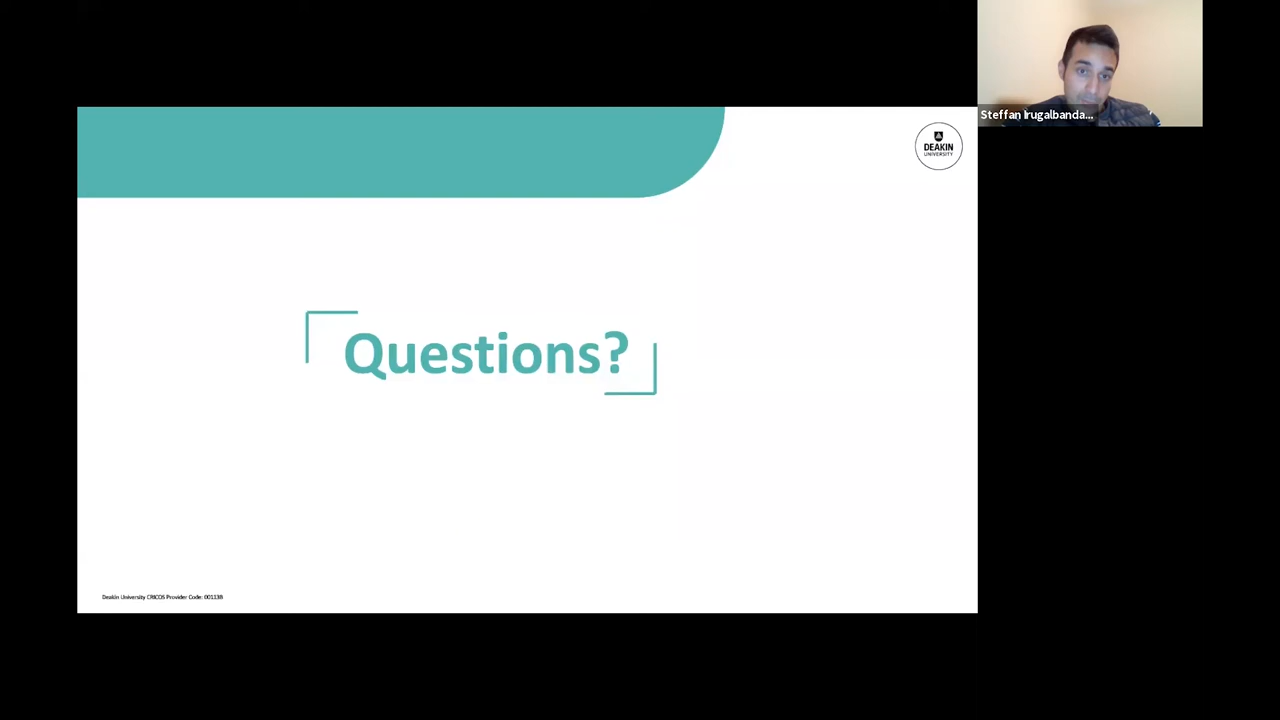 Steffan Irugalbanda...
DEAKIN
UNIVERSITY
Questions?
Deakin University CRICOS Provider Code: 00113B